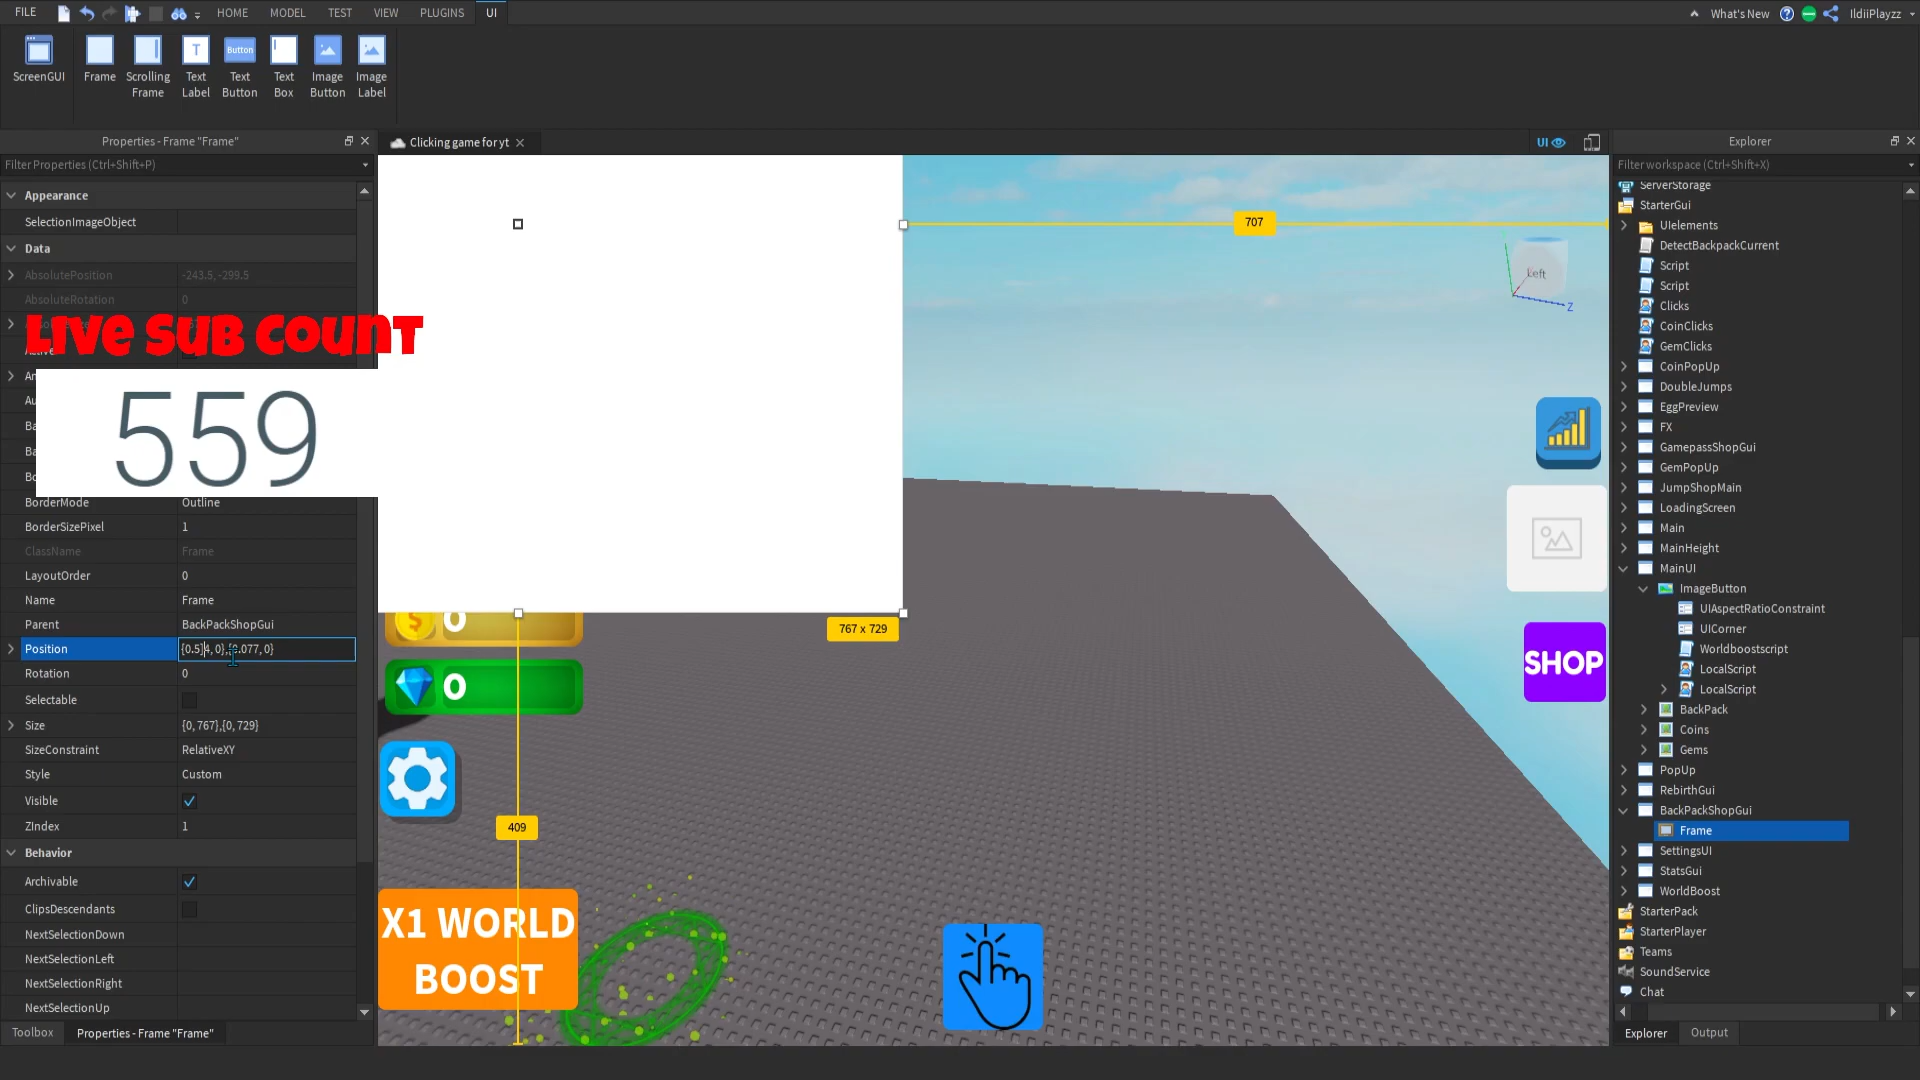 FILE
HOME
MODEL
TEST
VIEW
PLUGINS
UI
What's New
IldiiPlayzz
ScreenGUI
Frame
Scrolling
Frame
Text
Label
Button
Text
Button
Text
Box
Image
Button
Image
Label
Properties - Frame "Frame"
Filter Properties (Ctrl+Shift+P)
Appearance
SelectionImageObject
Data
AbsolutePosition -243.5, -299.5
AbsoluteRotation 0
LIVE SUB COUNT
559
BorderMode Outline
BorderSizePixel 1
ClassName Frame
LayoutOrder 0
Name Frame
Parent BackPackShopGui
Position
Rotation 0
Selectable
Size {0, 767},{0, 729}
SizeConstraint RelativeXY
Style Custom
Visible
ZIndex 1
Behavior
Archivable
ClipsDescendants
NextSelectionDown
NextSelectionLeft
NextSelectionRight
NextSelectionUp
Toolbox
Properties - Frame "Frame"
Clicking game for yt
UI
707
Left
Z
767 x 729
0
0
SHOP
409
X1 WORLD
BOOST
Explorer
Filter workspace (Ctrl+Shift+X)
ServerStorage
StarterGui
UIelements
DetectBackpackCurrent
Script
Script
Clicks
CoinClicks
GemClicks
CoinPopUp
DoubleJumps
EggPreview
FX
GamepassShopGui
GemPopUp
JumpShopMain
LoadingScreen
Main
MainHeight
MainUI
ImageButton
UIAspectRatioConstraint
UICorner
Worldboostscript
LocalScript
LocalScript
BackPack
Coins
Gems
PopUp
RebirthGui
BackPackShopGui
Frame
SettingsUI
StatsGui
WorldBoost
StarterPack
StarterPlayer
Teams
SoundService
Chat
Explorer
Output